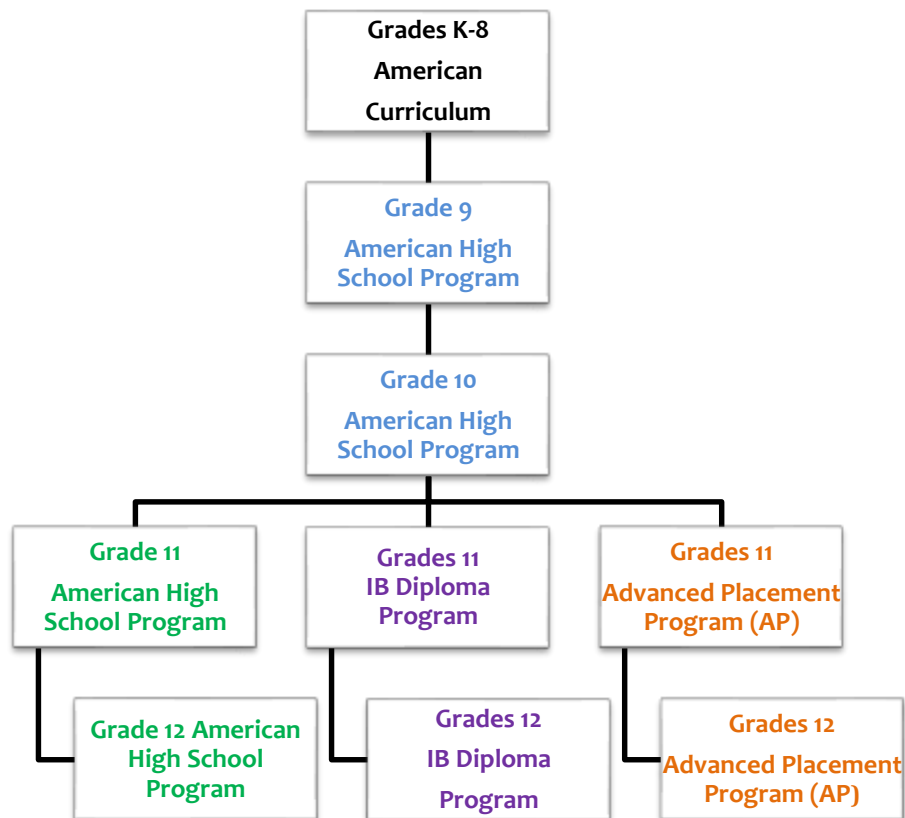 Grades K-8
American
Curriculum
Grade 9
American High
School Program
Grade 10
American High
School Program
Grade 11
American High
School Program
Grades 11
IB Diploma
Program
Grades 11
Advanced Placement
Program (AP)
Grade 12 American
High School
Program
Grades 12
IB Diploma
Program
Grades 12
Advanced Placement
Program (AP)